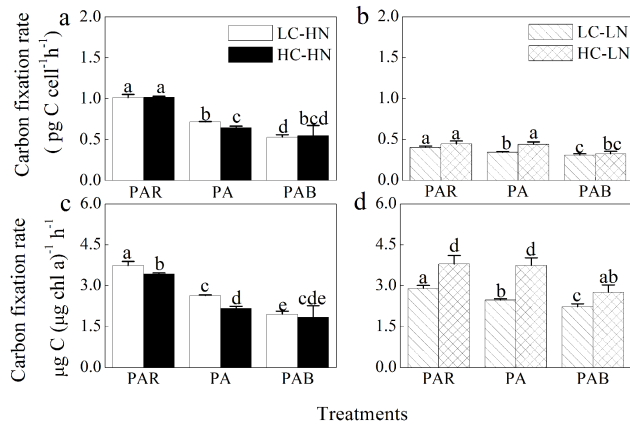 a
b
LC-HN
HC-HN
LC-LN
HC-LN
Carbon fixation rate
( pg C cell⁻¹h⁻¹)
2.0
1.5
1.0
0.5
0.0
a a b c d bcd
PAR PA PAB
2.0
1.5
1.0
0.5
0.0
a a b a c bc
PAR PA PAB
c
d
Carbon fixation rate
μg C (μg chl a)⁻¹ h⁻¹
6.0
4.5
3.0
1.5
0.0
a b c d e cde
PAR PA PAB
6.0
4.5
3.0
1.5
0.0
a d b d c ab
PAR PA PAB
Treatments